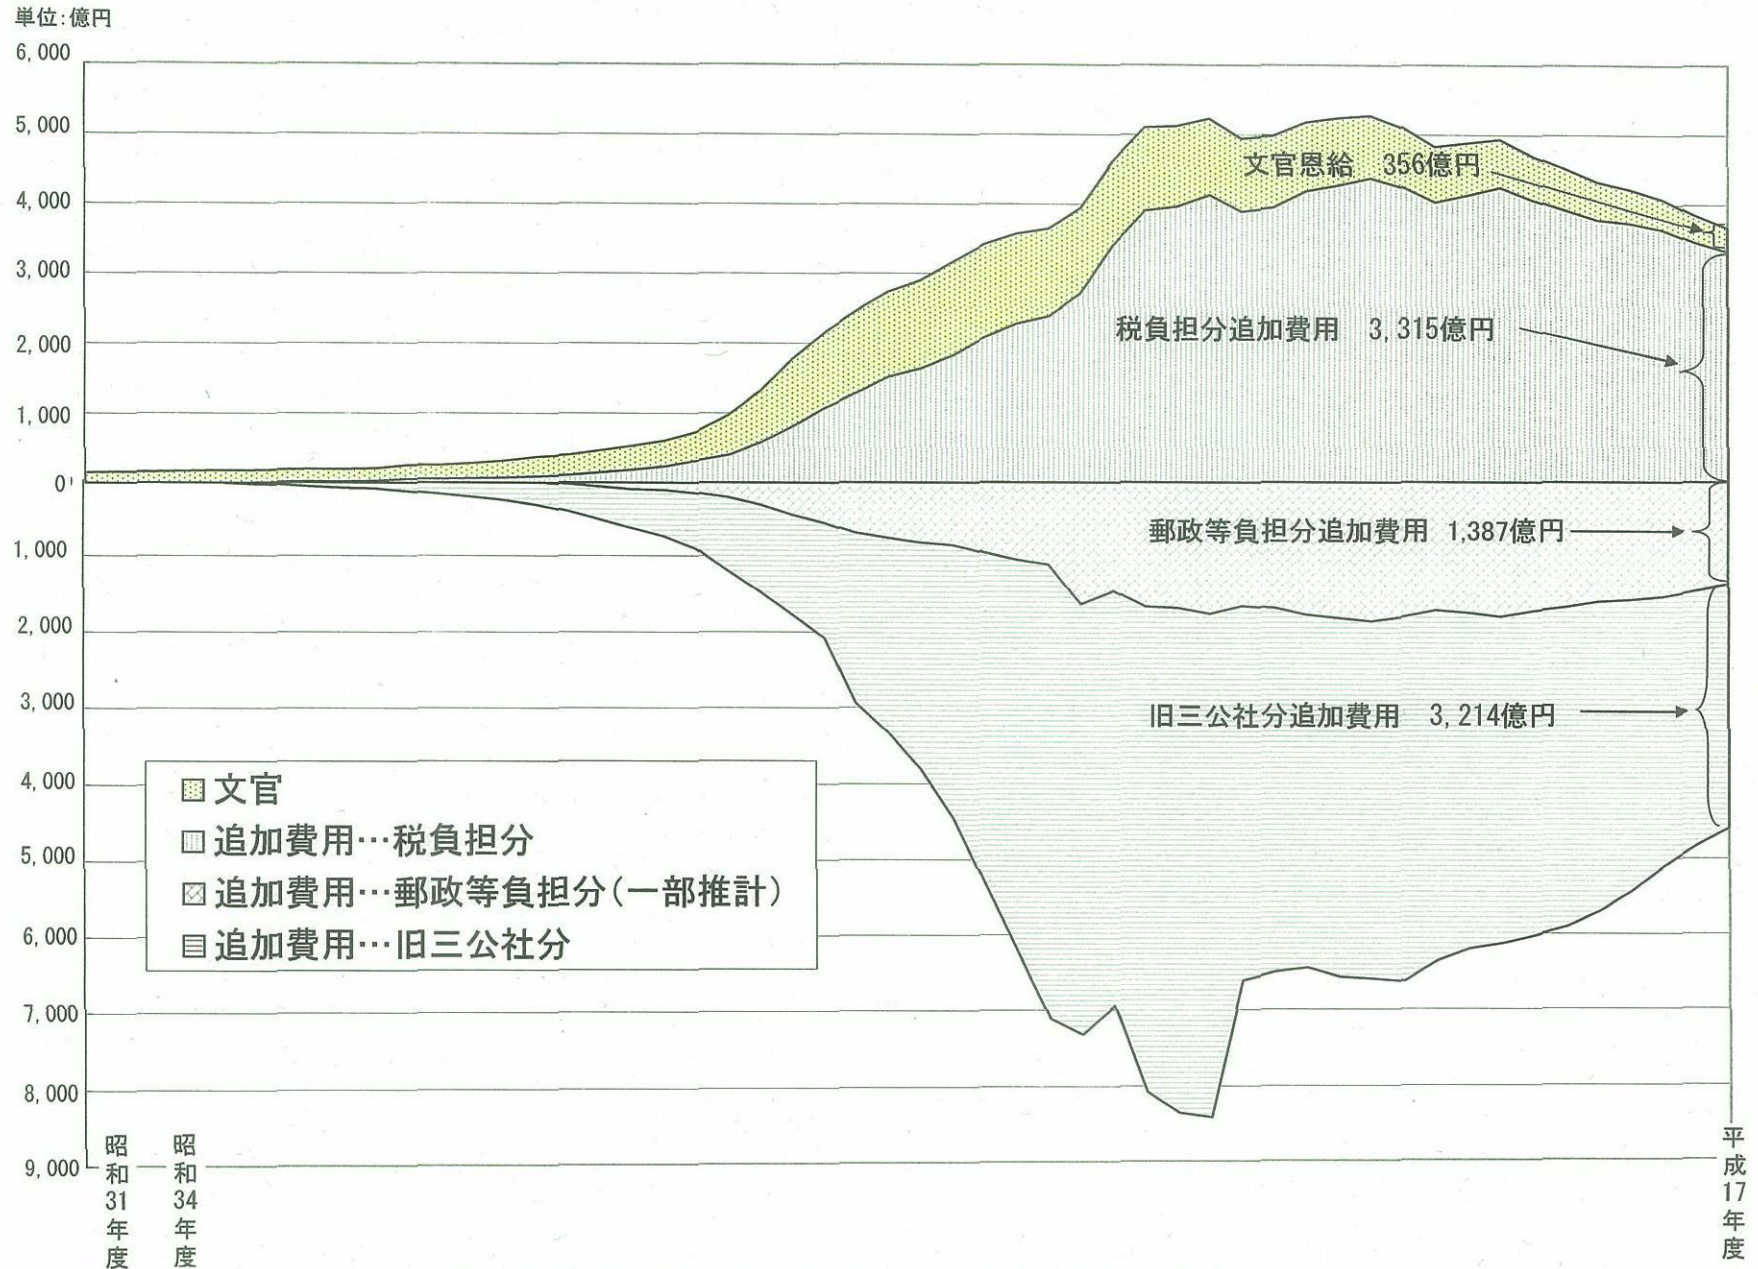 単位:億円
6,000
5,000
4,000
3,000
2,000
1,000
0
1,000
2,000
3,000
4,000
5,000
6,000
7,000
8,000
9,000
文官恩給 356億円
税負担分追加費用 3,315億円
郵政等負担分追加費用 1,387億円
旧三公社分追加費用 3,214億円
文官
追加費用…税負担分
追加費用…郵政等負担分(一部推計)
追加費用…旧三公社分
昭和31年度
昭和34年度
平成17年度